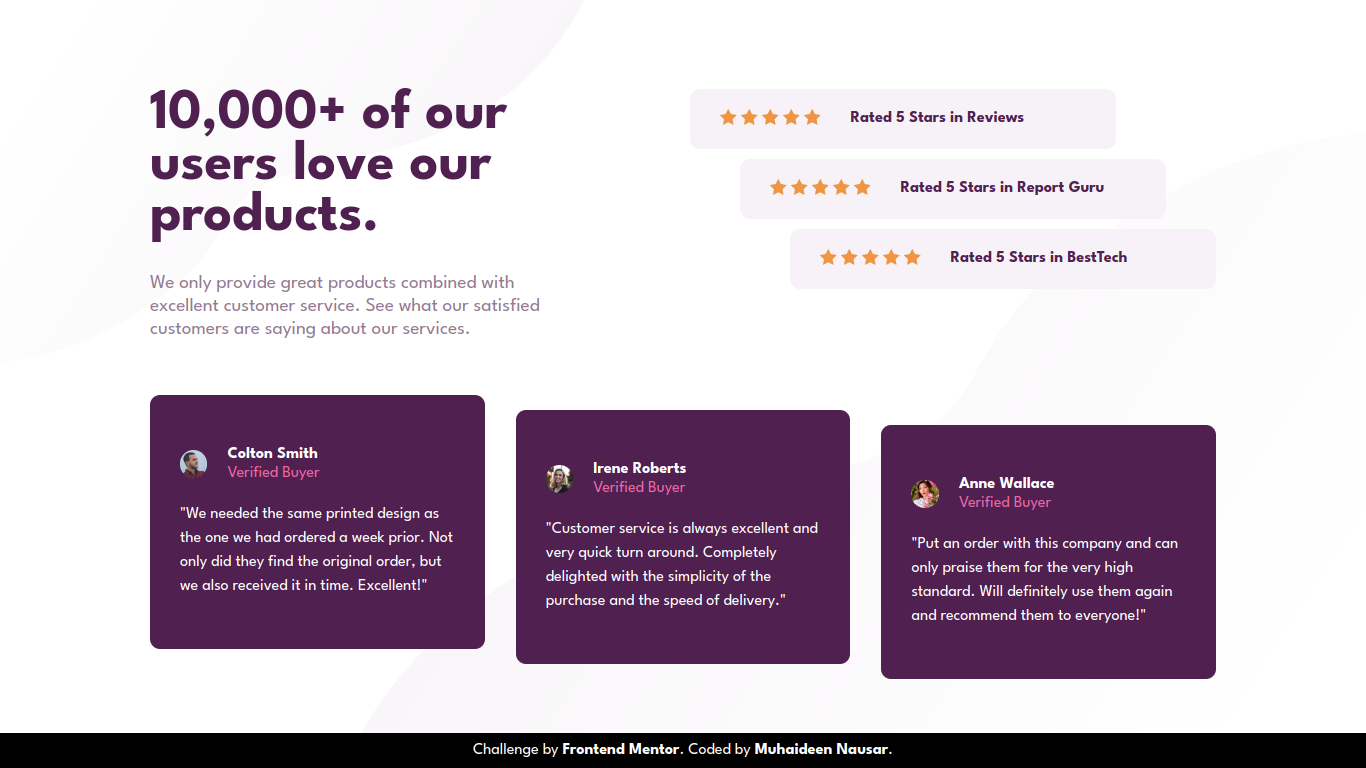 10,000+ of our
users love our
products.
We only provide great products combined with
excellent customer service. See what our satisfied
customers are saying about our services.
Rated 5 Stars in Reviews
Rated 5 Stars in Report Guru
Rated 5 Stars in BestTech
Colton Smith
Verified Buyer
"We needed the same printed design as
the one we had ordered a week prior. Not
only did they find the original order, but
we also received it in time. Excellent!"
Irene Roberts
Verified Buyer
"Customer service is always excellent and
very quick turn around. Completely
delighted with the simplicity of the
purchase and the speed of delivery."
Anne Wallace
Verified Buyer
"Put an order with this company and can
only praise them for the very high
standard. Will definitely use them again
and recommend them to everyone!"
Challenge by Frontend Mentor. Coded by Muhaideen Nausar.